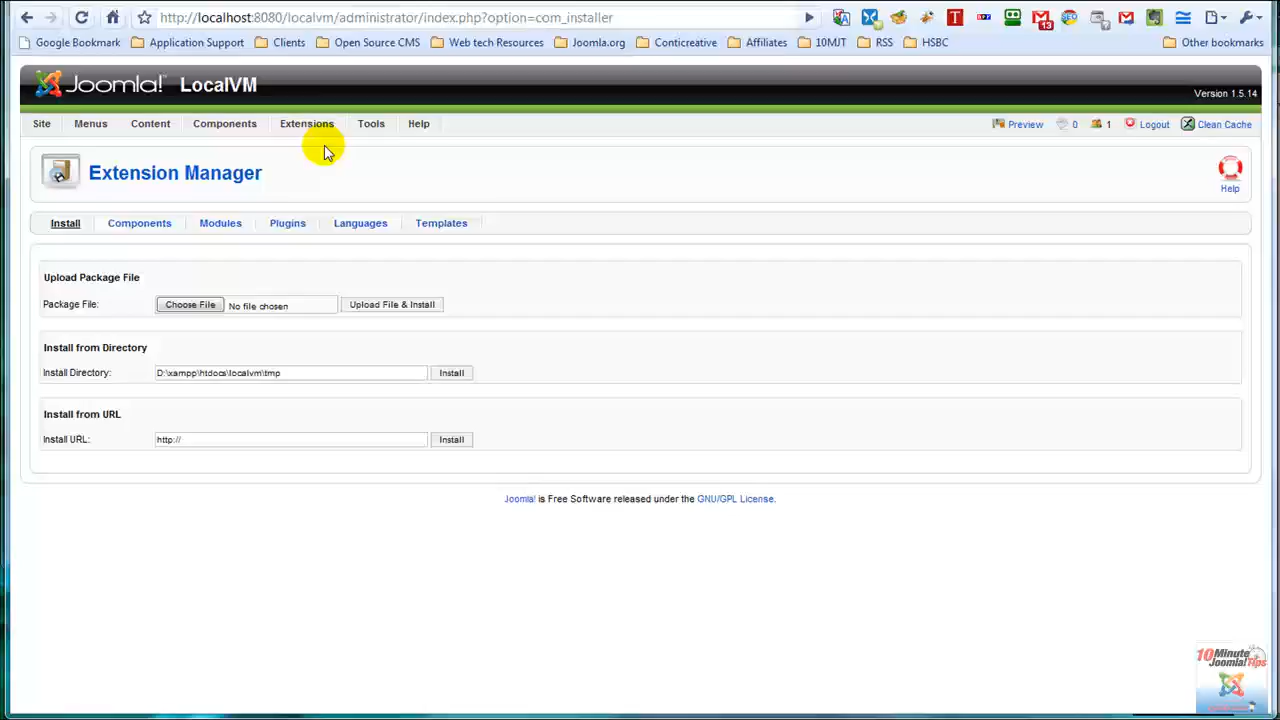 http://localhost:8080/localvm/administrator/index.php?option=com_installer
13
Google Bookmark Application Support Clients Open Source CMS Web tech Resources Joomla.org Conticreative Affiliates 10MJT RSS HSBC Other bookmarks
Joomla! LocalVM
Version 1.5.14
Site Menus Content Components Extensions Tools Help Preview 0 1 Logout Clean Cache
Extension Manager
Help
Install Components Modules Plugins Languages Templates
Upload Package File
Package File: Choose File No file chosen Upload File & Install
Install from Directory
Install Directory: D:\xampp\htdocs\localvm\tmp Install
Install from URL
Install URL: http:// Install
Joomla! is Free Software released under the GNU/GPL License.
10 Minute
Joomla! Tips